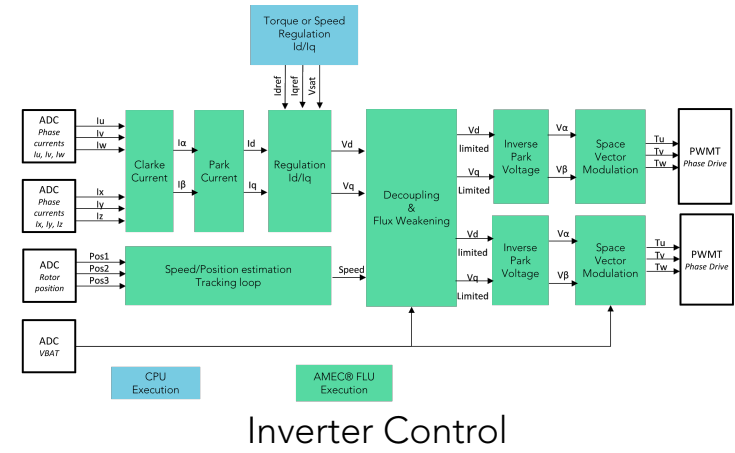 Torque or Speed
Regulation
Id/Iq
Idref
Iqref
Vsat
ADC
Phase
currents
Iu, Iv, Iw
Iu
Iv
Iw
ADC
Phase
currents
Ix, Iy, Iz
Ix
Iy
Iz
Clarke
Current
Iα
Iβ
Park
Current
Id
Iq
Regulation
Id/Iq
Vd
Vq
Decoupling
&
Flux Weakening
Vd
limited
Vq
Limited
Inverse
Park
Voltage
Vα
Vβ
Space
Vector
Modulation
Tu
Tv
Tw
PWMT
Phase Drive
Vd
limited
Vq
Limited
Inverse
Park
Voltage
Vα
Vβ
Space
Vector
Modulation
Tu
Tv
Tw
PWMT
Phase Drive
ADC
Rotor
position
Pos1
Pos2
Pos3
Speed/Position estimation
Tracking loop
Speed
ADC
VBAT
CPU
Execution
AMEC® FLU
Execution
Inverter Control